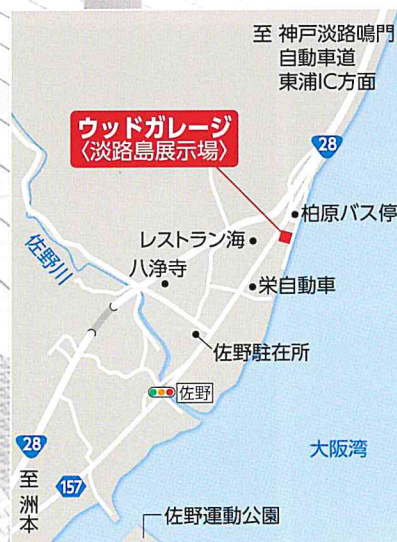 至 神戸淡路鳴門
自動車道
東浦IC方面
ウッドガレージ
〈淡路島展示場〉
28
柏原バス停
レストラン海
佐野川
八浄寺
栄自動車
佐野駐在所
佐野
大阪湾
28
157
至洲本
佐野運動公園